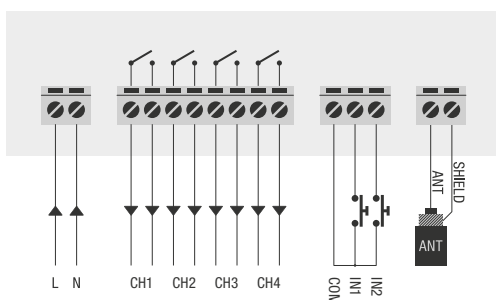 ANT
SHIELD
ANT
L N CH1 CH2 CH3 CH4
COM
IN1
IN2